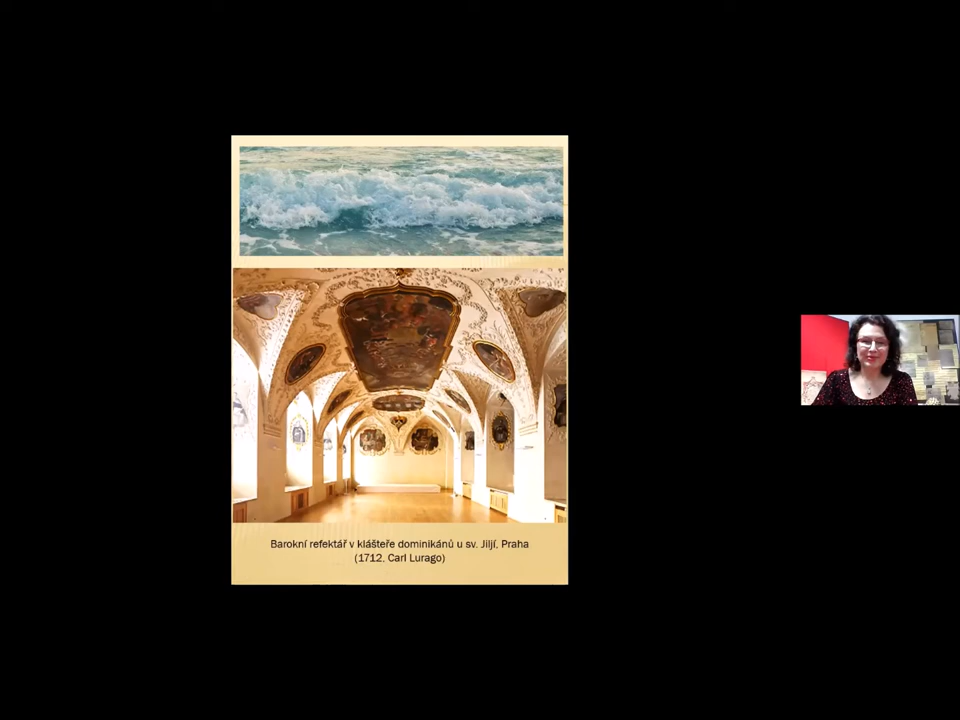 Barokní refektář v klášteře dominikánů u sv. Jiljí, Praha
(1712, Carl Lurago)